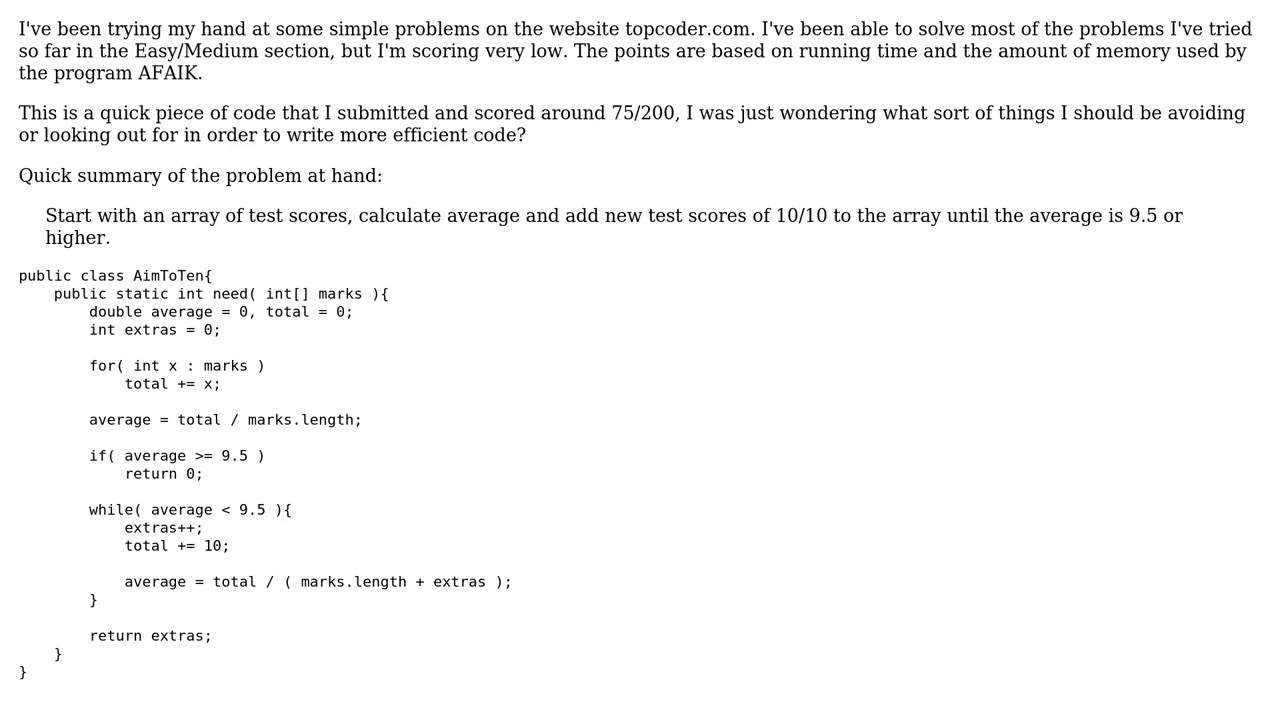 I've been trying my hand at some simple problems on the website topcoder.com. I've been able to solve most of the problems I've tried
so far in the Easy/Medium section, but I'm scoring very low. The points are based on running time and the amount of memory used by
the program AFAIK.
This is a quick piece of code that I submitted and scored around 75/200, I was just wondering what sort of things I should be avoiding
or looking out for in order to write more efficient code?
Quick summary of the problem at hand:
Start with an array of test scores, calculate average and add new test scores of 10/10 to the array until the average is 9.5 or
higher.
public class AimToTen{
    public static int need( int[] marks ){
        double average = 0, total = 0;
        int extras = 0;

        for( int x : marks )
            total += x;

        average = total / marks.length;

        if( average >= 9.5 )
            return 0;

        while( average < 9.5 ){
            extras++;
            total += 10;

            average = total / ( marks.length + extras );
        }

        return extras;
    }
}